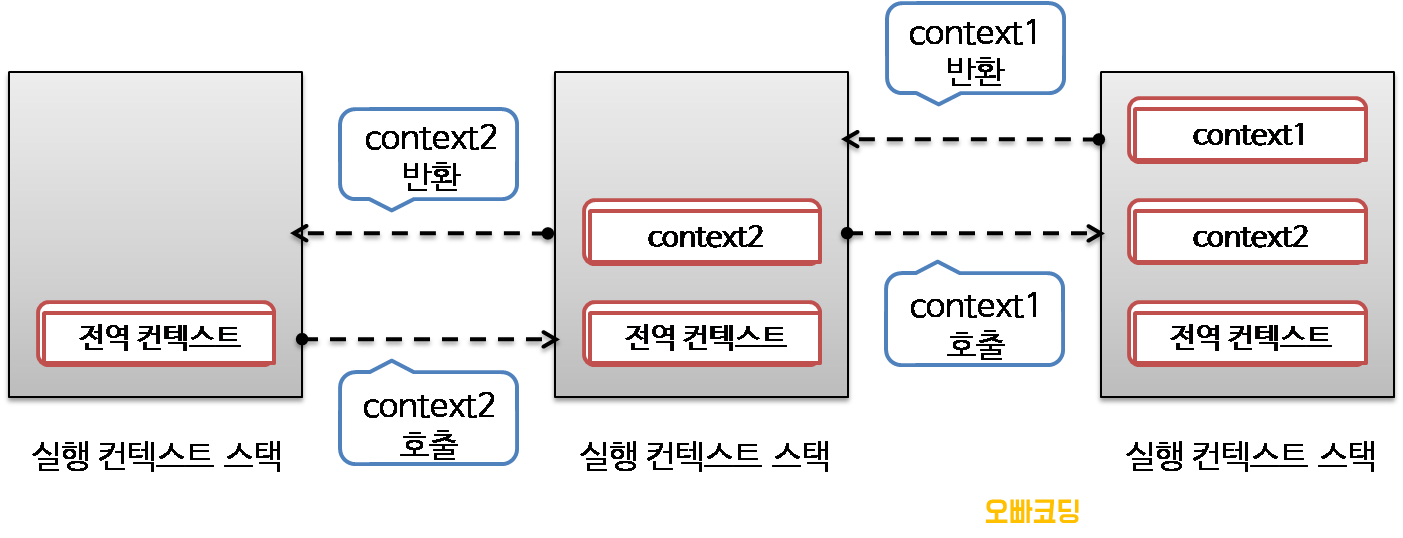 context1
반환
context2
반환
context1
context2
context2
전역 컨텍스트
전역 컨텍스트
전역 컨텍스트
context2
호출
context1
호출
실행 컨텍스트 스택
실행 컨텍스트 스택
실행 컨텍스트 스택
오빠코딩